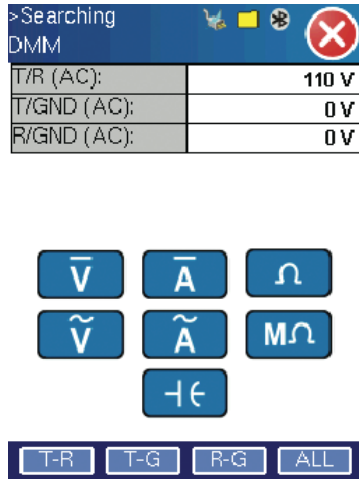 >Searching
DMM
T/R (AC): 110 V
T/GND (AC): 0 V
R/GND (AC): 0 V
V̅ A̅ Ω
Ṽ Ã MΩ
T-R T-G R-G ALL